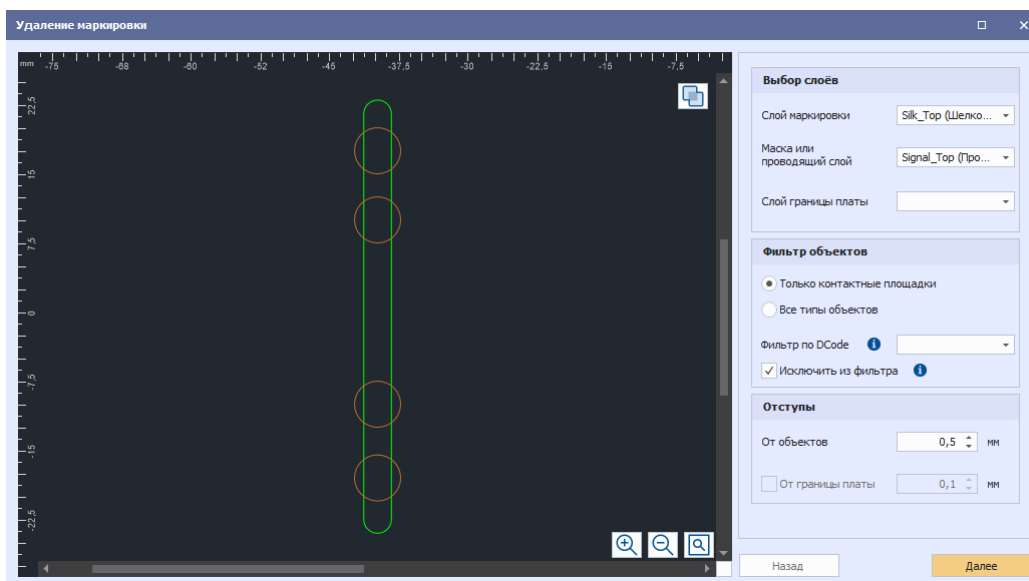 Удаление маркировки
mm -75 -68 -60 -52 -45 -37,5 -30 -22,5 -15 -7,5
22,5
15
7,5
0
-7,5
-15
-22,5
Выбор слоёв
Слой маркировки Silk_Top (Шелко...
Маска или
проводящий слой Signal_Top (Про...
Слой границы платы
Фильтр объектов
Только контактные площадки
Все типы объектов
Фильтр по DCode
Исключить из фильтра
Отступы
От объектов 0,5 мм
От границы платы 0,1 мм
Назад Далее